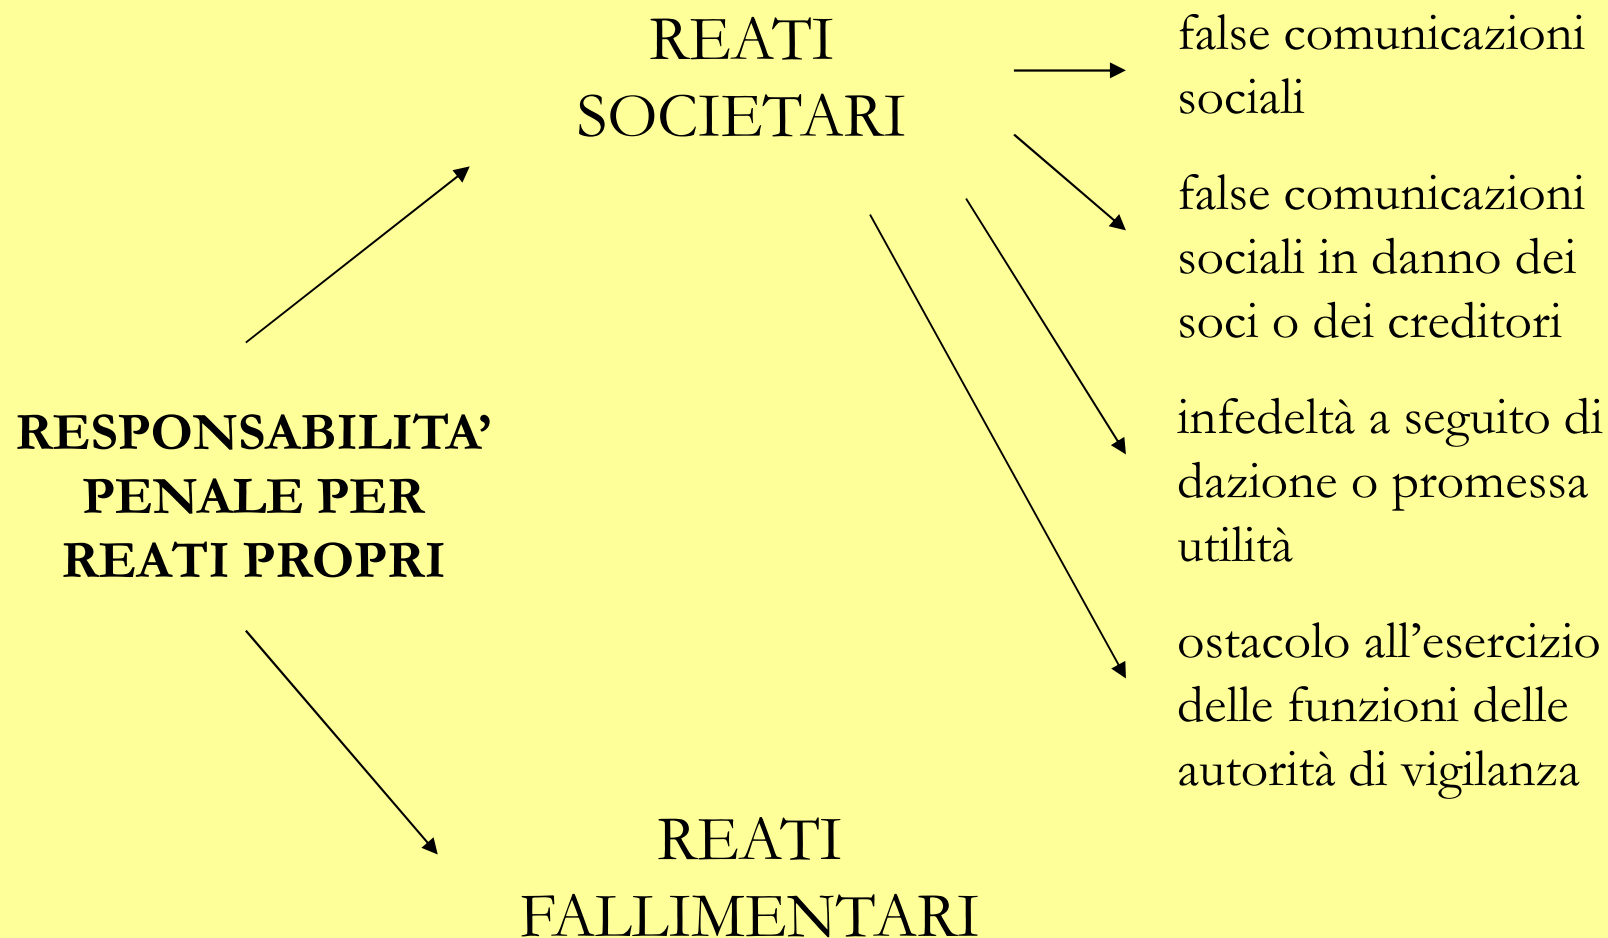 REATI
SOCIETARI
false comunicazioni
sociali
false comunicazioni
sociali in danno dei
soci o dei creditori
infedeltà a seguito di
dazione o promessa
utilità
ostacolo all’esercizio
delle funzioni delle
autorità di vigilanza
RESPONSABILITA’
PENALE PER
REATI PROPRI
REATI
FALLIMENTARI